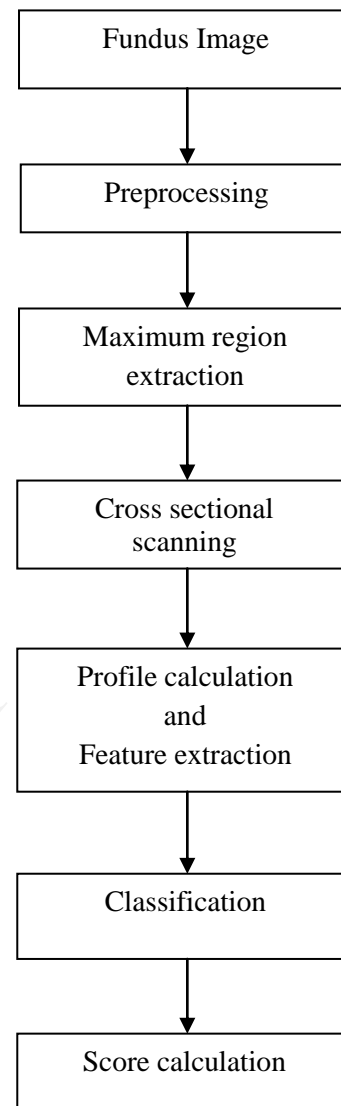 Fundus Image
Preprocessing
Maximum region
extraction
Cross sectional
scanning
Profile calculation
and
Feature extraction
Classification
Score calculation